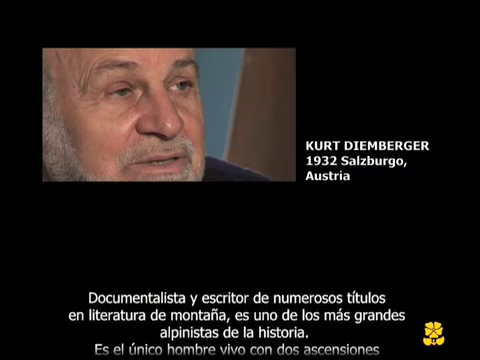 KURT DIEMBERGER
1932 Salzburgo,
Austria
Documentalista y escritor de numerosos títulos
en literatura de montaña, es uno de los más grandes
alpinistas de la historia.
Es el único hombre vivo con dos ascensiones